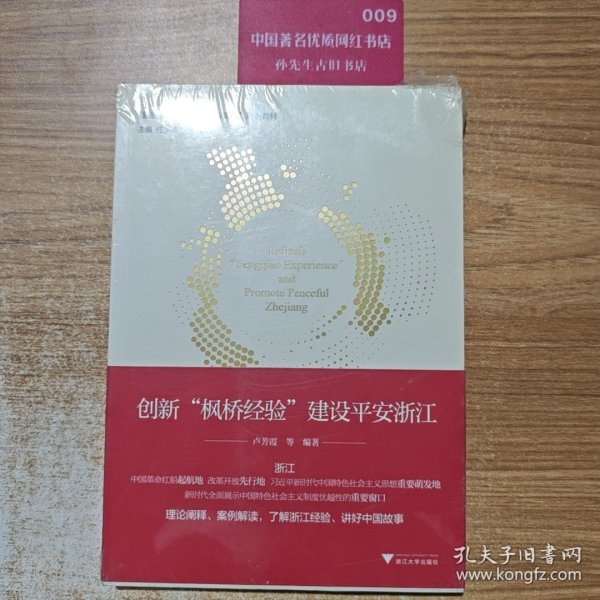 009
中国著名优质网红书店
孙先生古旧书店
教材
主编 任
Refresh
"Fengqiao Experience"
and
Promote Peaceful
Zhejiang
创新“枫桥经验”建设平安浙江
卢芳霞 等 编著
浙江
中国革命红船起航地 改革开放先行地 习近平新时代中国特色社会主义思想重要萌发地
新时代全面展示中国特色社会主义制度优越性的重要窗口
理论阐释、案例解读，了解浙江经验、讲好中国故事
浙江大学出版社
孔夫子旧书网
www.kongfz.com